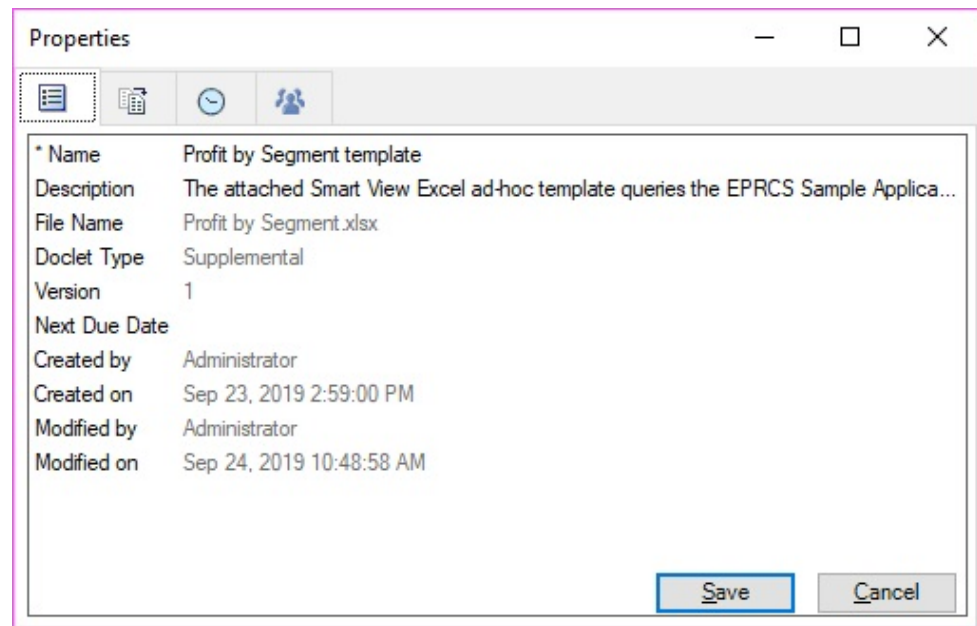 Properties
* Name Profit by Segment template
Description The attached Smart View Excel ad-hoc template queries the EPRCS Sample Applica...
File Name Profit by Segment.xlsx
Doclet Type Supplemental
Version 1
Next Due Date
Created by Administrator
Created on Sep 23, 2019 2:59:00 PM
Modified by Administrator
Modified on Sep 24, 2019 10:48:58 AM
Save Cancel